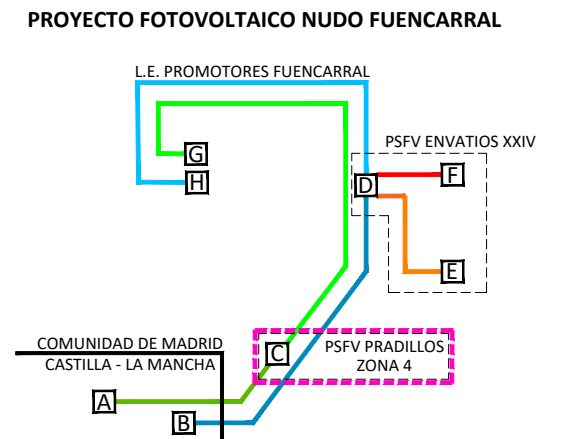 PROYECTO FOTOVOLTAICO NUDO FUENCARRAL
L.E. PROMOTORES FUENCARRAL
PSFV ENVATIOS XXIV
G
H
D
F
E
COMUNIDAD DE MADRID
CASTILLA - LA MANCHA
C
PSFV PRADILLOS
ZONA 4
A
B